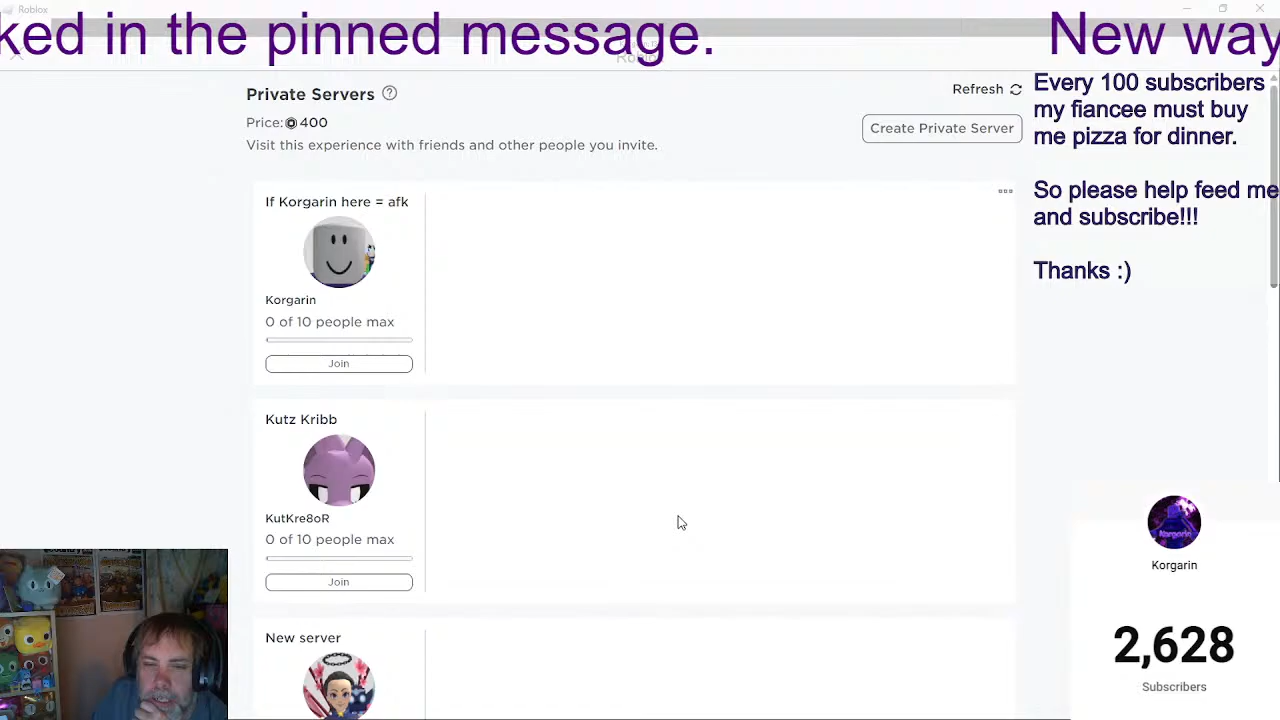 Roblox
ked in the pinned message.
New way
Roblox
Private Servers
Refresh
Price: 400
Create Private Server
Visit this experience with friends and other people you invite.
Every 100 subscribers
my fiancee must buy
me pizza for dinner.
So please help feed me
and subscribe!!!
Thanks :)
If Korgarin here = afk
Korgarin
0 of 10 people max
Join
Kutz Kribb
KutKre8oR
0 of 10 people max
Join
New server
Korgarin
Korgarin
2,628
Subscribers